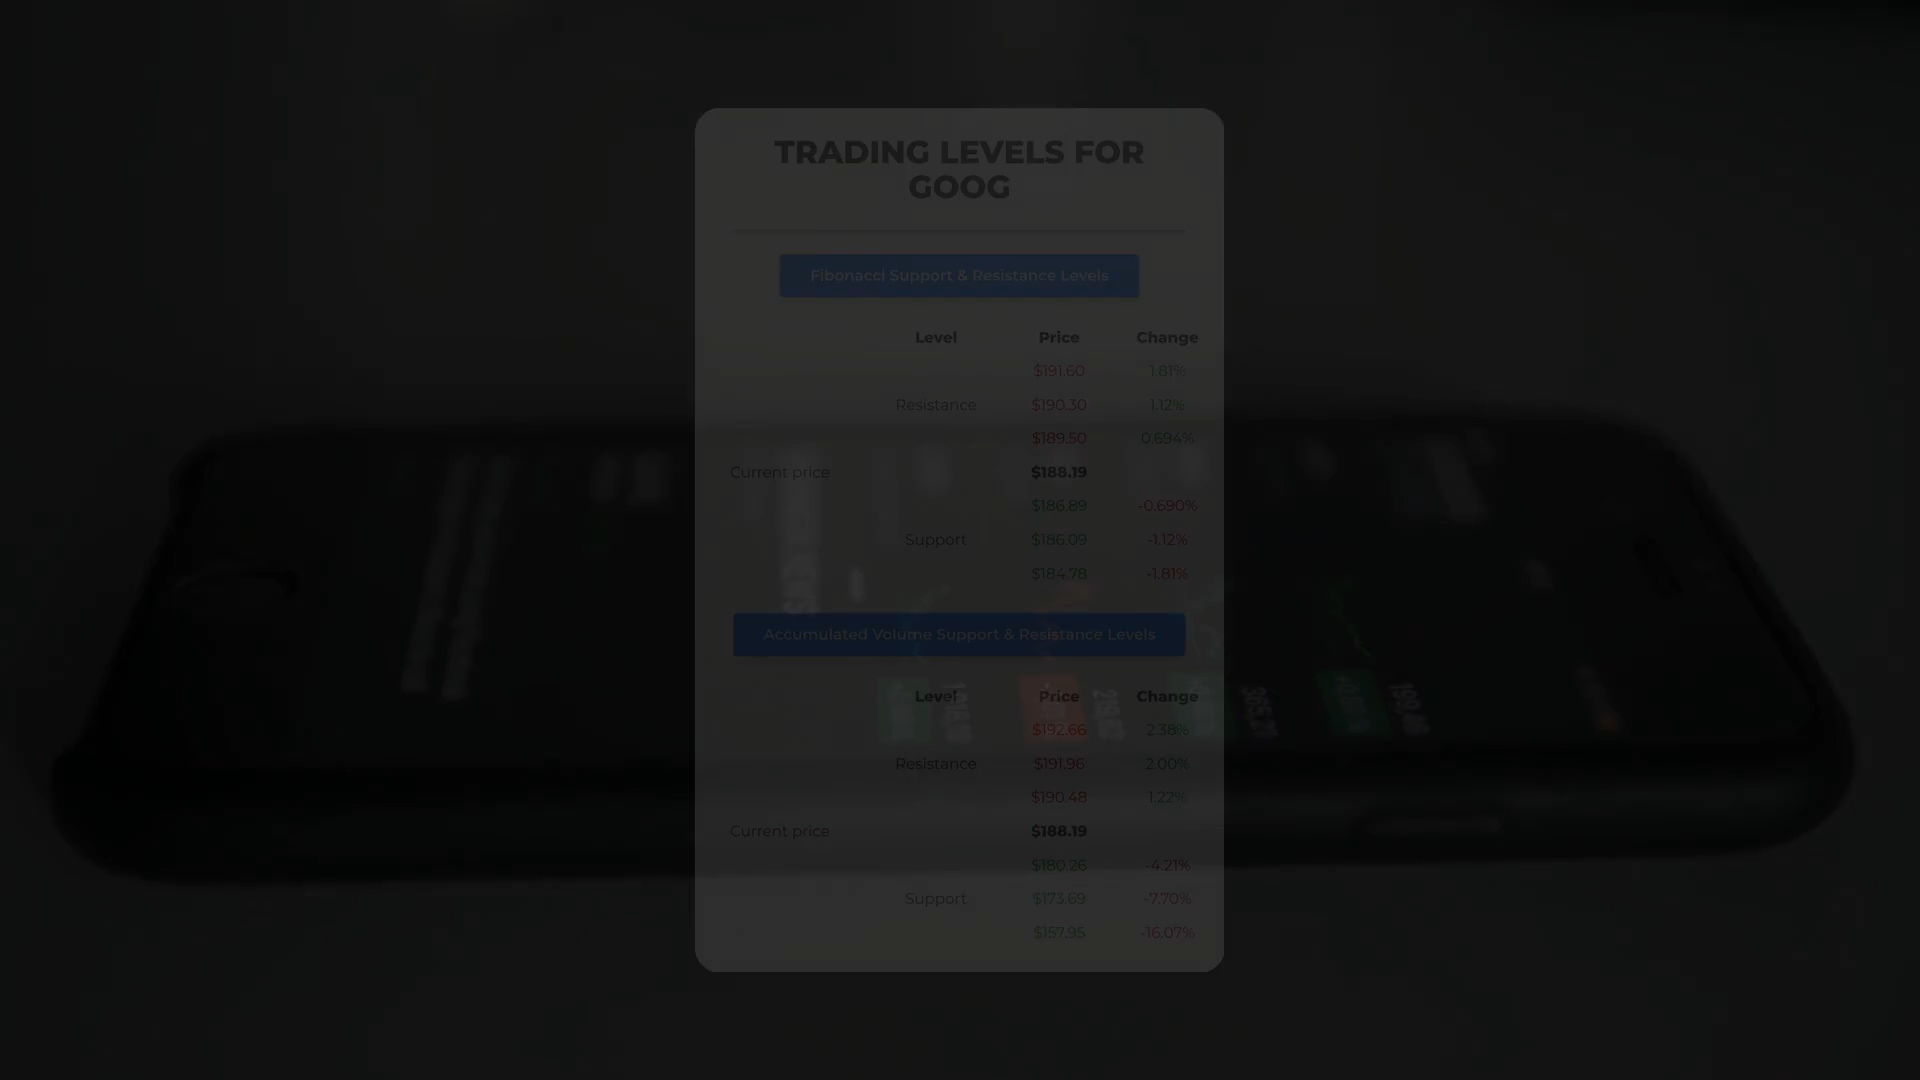 TRADING LEVELS FOR
GOOG
Fibonacci Support & Resistance Levels
Level Price Change
$191.60 1.81%
Resistance $190.30 1.12%
$189.50 0.694%
Current price $188.19
$186.89 -0.690%
Support $186.09 -1.12%
$184.78 -1.81%
Accumulated Volume Support & Resistance Levels
Level Price Change
$192.66 2.38%
Resistance $191.96 2.00%
$190.48 1.22%
Current price $188.19
$180.26 -4.21%
Support $173.69 -7.70%
$157.95 -16.07%